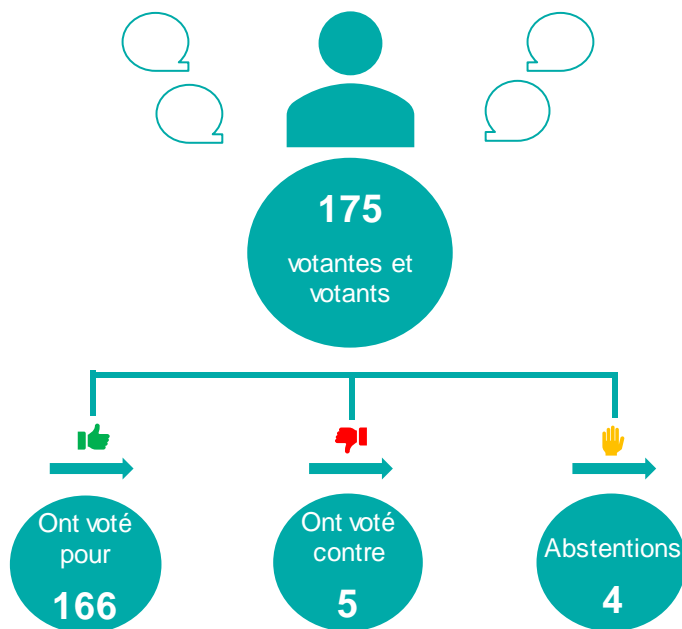 175
votantes et
votants
Ont voté
pour
166
Ont voté
contre
5
Abstentions
4